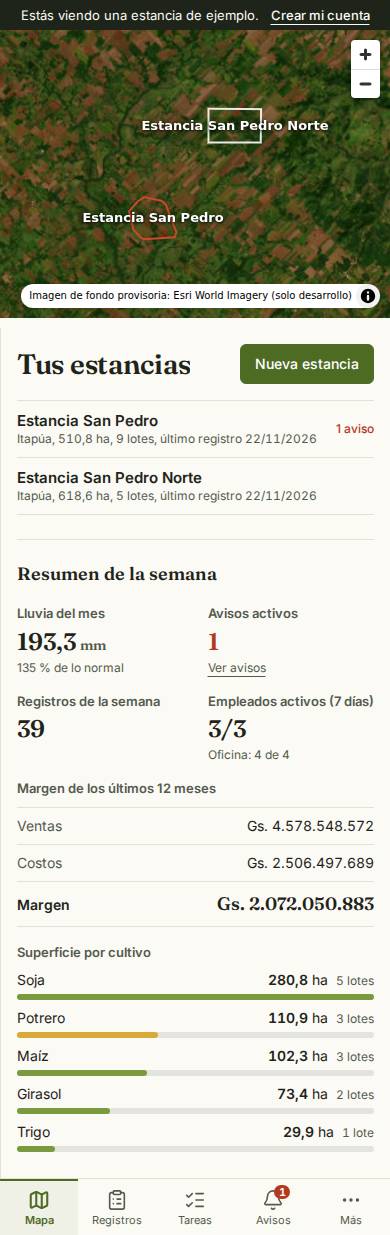 Estás viendo una estancia de ejemplo. Crear mi cuenta
+
−
Estancia San Pedro Norte
Estancia San Pedro
Imagen de fondo provisoria: Esri World Imagery (solo desarrollo)
Tus estancias
Nueva estancia
Estancia San Pedro
1 aviso
Itapúa, 510,8 ha, 9 lotes, último registro 22/11/2026
Estancia San Pedro Norte
Itapúa, 618,6 ha, 5 lotes, último registro 22/11/2026
Resumen de la semana
Lluvia del mes
193,3 mm
135 % de lo normal
Avisos activos
1
Ver avisos
Registros de la semana
39
Empleados activos (7 días)
3/3
Oficina: 4 de 4
Margen de los últimos 12 meses
Ventas Gs. 4.578.548.572
Costos Gs. 2.506.497.689
Margen Gs. 2.072.050.883
Superficie por cultivo
Soja 280,8 ha 5 lotes
Potrero 110,9 ha 3 lotes
Maíz 102,3 ha 3 lotes
Girasol 73,4 ha 2 lotes
Trigo 29,9 ha 1 lote
1
Mapa Registros Tareas Avisos Más